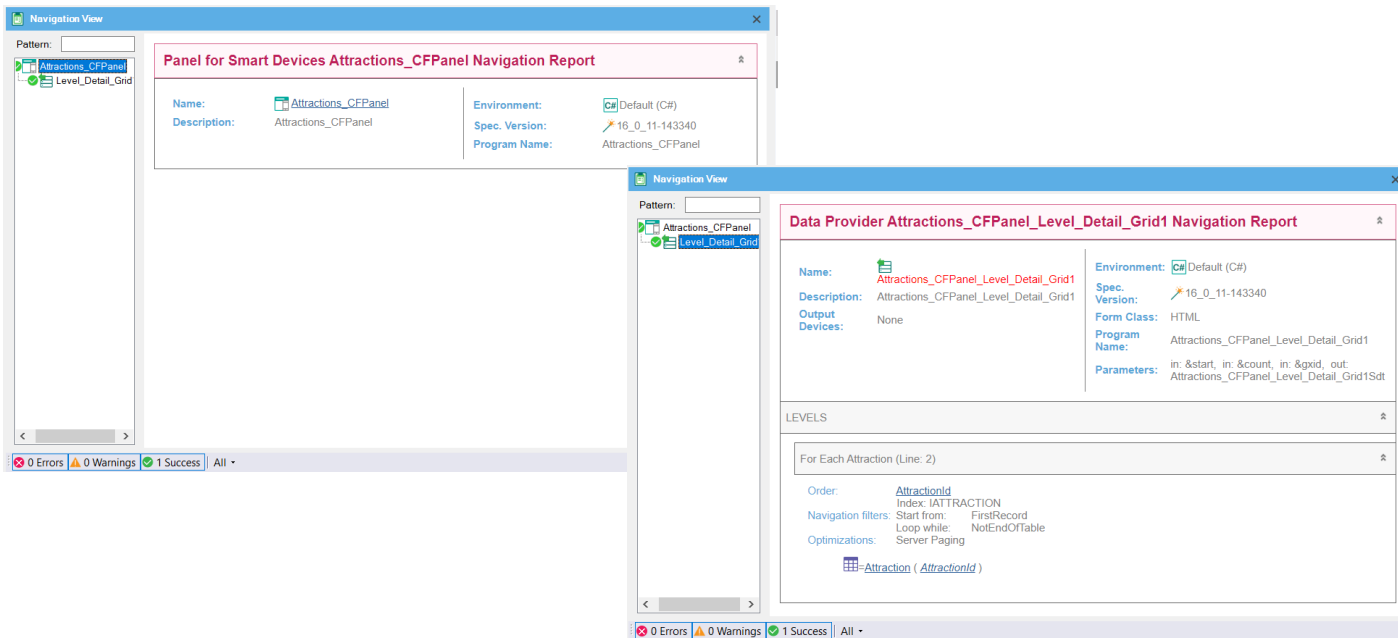 Navigation View
Pattern:
Attractions_CFPanel
Level_Detail_Grid
Panel for Smart Devices Attractions_CFPanel Navigation Report
Name: Attractions_CFPanel
Description: Attractions_CFPanel
Environment: C# Default (C#)
Spec. Version: 16_0_11-143340
Program Name: Attractions_CFPanel
0 Errors 0 Warnings 1 Success All
Navigation View
Pattern:
Attractions_CFPanel
Level_Detail_Grid
Data Provider Attractions_CFPanel_Level_Detail_Grid1 Navigation Report
Name: Attractions_CFPanel_Level_Detail_Grid1
Description: Attractions_CFPanel_Level_Detail_Grid1
Output
Devices: None
Environment: C# Default (C#)
Spec.
Version: 16_0_11-143340
Form Class: HTML
Program
Name: Attractions_CFPanel_Level_Detail_Grid1
Parameters: in: &start, in: &count, in: &gxid, out:
Attractions_CFPanel_Level_Detail_Grid1Sdt
LEVELS
For Each Attraction (Line: 2)
Order: AttractionId
Index: IATTRACTION
Navigation filters: Start from: FirstRecord
Loop while: NotEndOfTable
Optimizations: Server Paging
=Attraction ( AttractionId )
0 Errors 0 Warnings 1 Success All